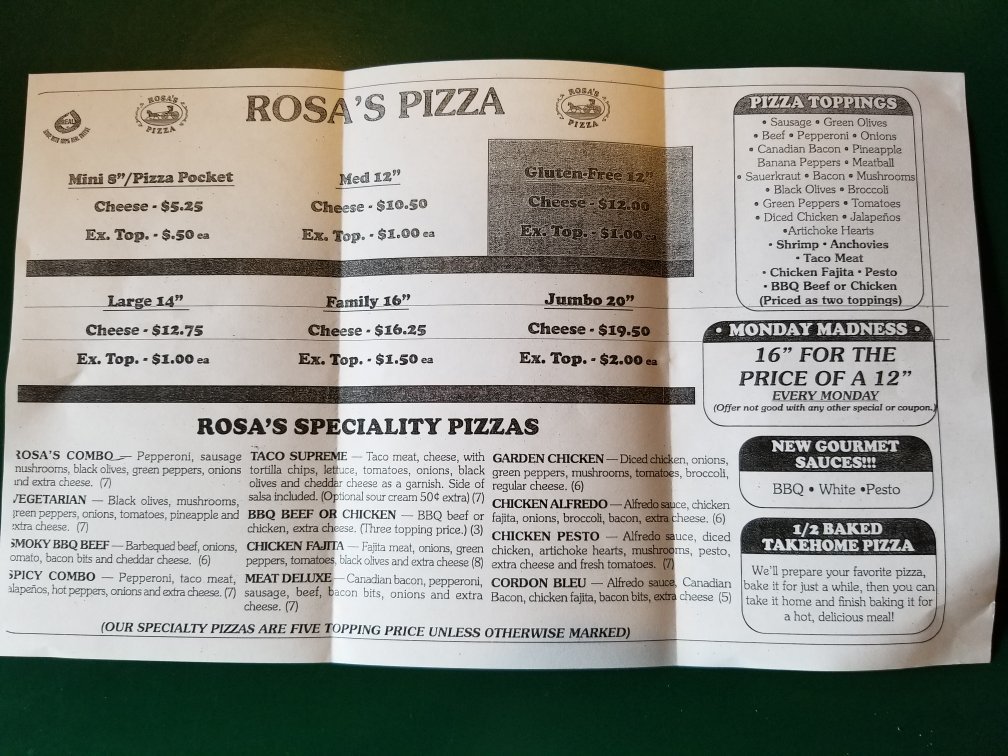 ROSA'S PIZZA
REAL
ROSA'S
PIZZA
ROSA'S
PIZZA
Mini 8"/Pizza Pocket
Cheese - $5.25
Ex. Top. - $.50 ea
Med 12"
Cheese - $10.50
Ex. Top. - $1.00 ea
Gluten-Free 12"
Cheese - $12.00
Ex. Top. - $1.00 ea
Large 14"
Cheese - $12.75
Ex. Top. - $1.00 ea
Family 16"
Cheese - $16.25
Ex. Top. - $1.50 ea
Jumbo 20"
Cheese - $19.50
Ex. Top. - $2.00 ea
ROSA'S SPECIALITY PIZZAS
ROSA'S COMBO — Pepperoni, sausage
mushrooms, black olives, green peppers, onions
and extra cheese. (7)
VEGETARIAN — Black olives, mushrooms,
green peppers, onions, tomatoes, pineapple and
extra cheese. (7)
SMOKY BBQ BEEF — Barbequed beef, onions,
tomato, bacon bits and cheddar cheese. (6)
SPICY COMBO — Pepperoni, taco meat,
jalapeños, hot peppers, onions and extra cheese. (7)
TACO SUPREME — Taco meat, cheese, with
tortilla chips, lettuce, tomatoes, onions, black
olives and cheddar cheese as a garnish. Side of
salsa included. (Optional sour cream 50¢ extra) (7)
BBQ BEEF OR CHICKEN — BBQ beef or
chicken, extra cheese. (Three topping price.) (3)
CHICKEN FAJITA — Fajita meat, onions, green
peppers, tomatoes, black olives and extra cheese (8)
MEAT DELUXE — Canadian bacon, pepperoni,
sausage, beef, bacon bits, onions and extra
cheese. (7)
GARDEN CHICKEN — Diced chicken, onions,
green peppers, mushrooms, tomatoes, broccoli,
regular cheese. (6)
CHICKEN ALFREDO — Alfredo sauce, chicken
fajita, onions, broccoli, bacon, extra cheese. (6)
CHICKEN PESTO — Alfredo sauce, diced
chicken, artichoke hearts, mushrooms, pesto,
extra cheese and fresh tomatoes. (7)
CORDON BLEU — Alfredo sauce, Canadian
Bacon, chicken fajita, bacon bits, extra cheese (5)
(OUR SPECIALTY PIZZAS ARE FIVE TOPPING PRICE UNLESS OTHERWISE MARKED)
PIZZA TOPPINGS
• Sausage • Green Olives
• Beef • Pepperoni • Onions
• Canadian Bacon • Pineapple
Banana Peppers • Meatball
• Sauerkraut • Bacon • Mushrooms
• Black Olives • Broccoli
• Green Peppers • Tomatoes
• Diced Chicken • Jalapeños
•Artichoke Hearts
• Shrimp • Anchovies
• Taco Meat
• Chicken Fajita • Pesto
• BBQ Beef or Chicken
(Priced as two toppings)
• MONDAY MADNESS •
16" FOR THE
PRICE OF A 12"
EVERY MONDAY
(Offer not good with any other special or coupon.)
NEW GOURMET
SAUCES!!!
BBQ • White •Pesto
1/2 BAKED
TAKEHOME PIZZA
We'll prepare your favorite pizza,
bake it for just a while, then you can
take it home and finish baking it for
a hot, delicious meal!